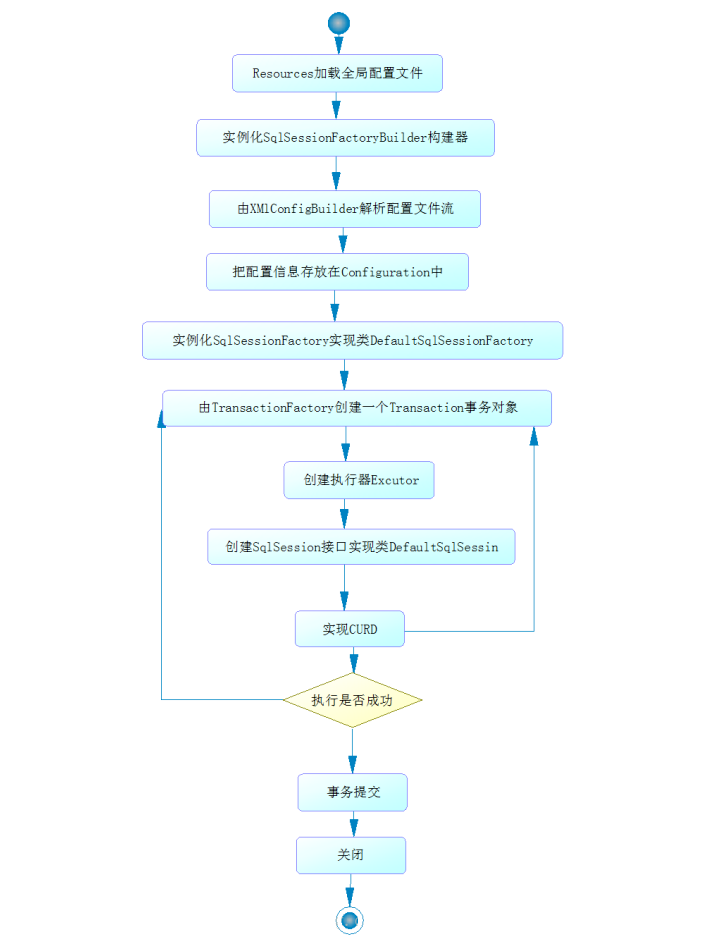 Resources加载全局配置文件
实例化SqlSessionFactoryBuilder构建器
由XMlConfigBuilder解析配置文件流
把配置信息存放在Configuration中
实例化SqlSessionFactory实现类DefaultSqlSessionFactory
由TransactionFactory创建一个Transaction事务对象
创建执行器Excutor
创建SqlSession接口实现类DefaultSqlSessin
实现CURD
执行是否成功
事务提交
关闭